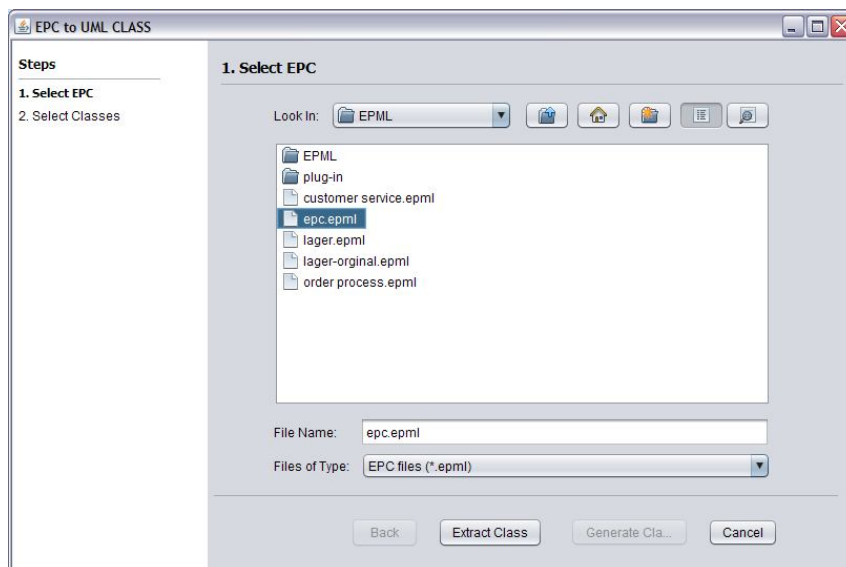 EPC to UML CLASS
Steps
1. Select EPC
2. Select Classes
1. Select EPC
Look In: EPML
EPML
plug-in
customer service.epml
epc.epml
lager.epml
lager-orginal.epml
order process.epml
File Name: epc.epml
Files of Type: EPC files (*.epml)
Back Extract Class Generate Cla... Cancel